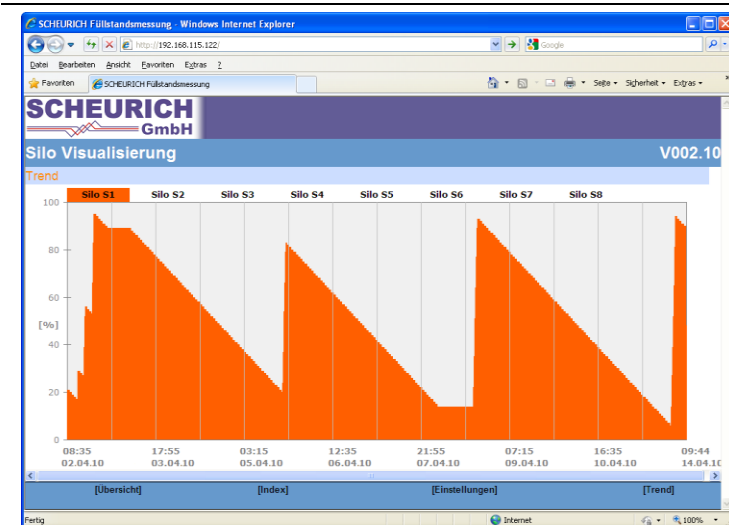 SCHEURICH Füllstandsmessung - Windows Internet Explorer
http://192.168.115.122/
Google
Datei Bearbeiten Ansicht Favoriten Extras ?
Favoriten SCHEURICH Füllstandsmessung Seite Sicherheit Extras
SCHEURICH
GmbH
Silo Visualisierung V002.10
Trend
Silo S1 Silo S2 Silo S3 Silo S4 Silo S5 Silo S6 Silo S7 Silo S8
100
80
60
[%]
40
20
0
08:35 17:55 03:15 12:35 21:55 07:15 16:35 09:44
02.04.10 03.04.10 05.04.10 06.04.10 07.04.10 09.04.10 10.04.10 14.04.10
[Übersicht] [Index] [Einstellungen] [Trend]
Fertig Internet 100%